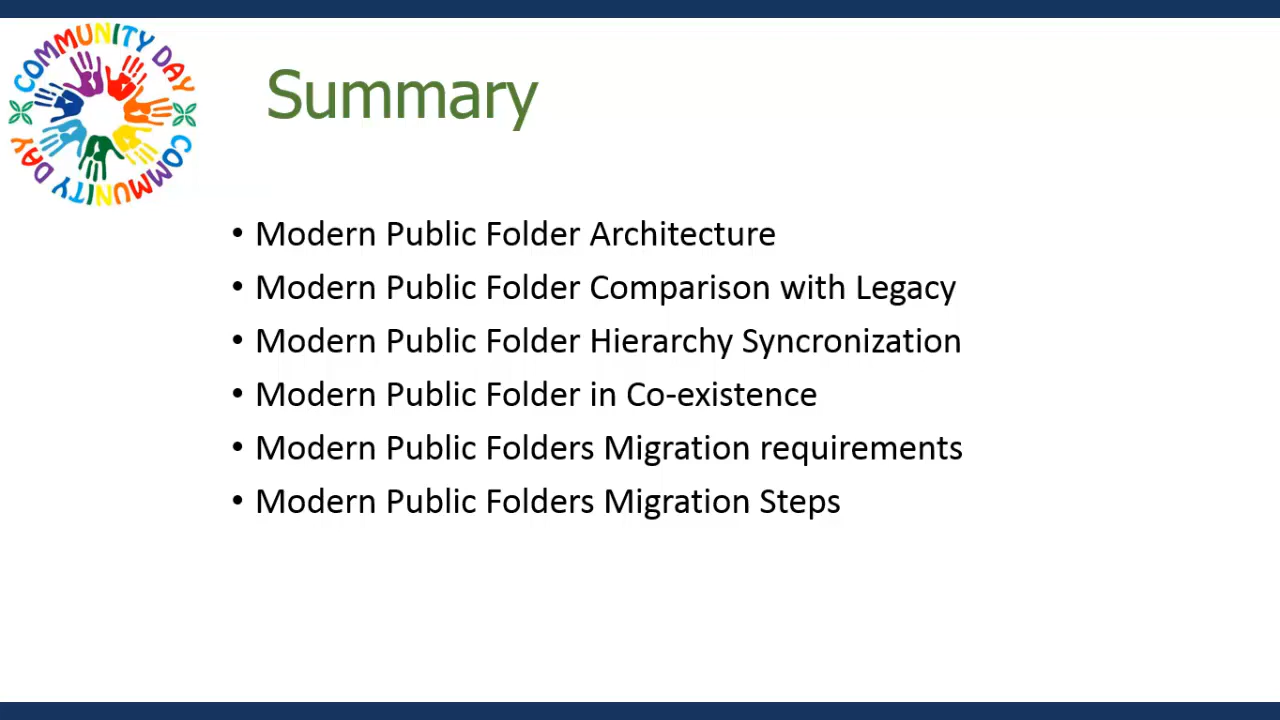 COMMUNITY DAY
COMMUNITY DAY
Summary
• Modern Public Folder Architecture
• Modern Public Folder Comparison with Legacy
• Modern Public Folder Hierarchy Syncronization
• Modern Public Folder in Co-existence
• Modern Public Folders Migration requirements
• Modern Public Folders Migration Steps